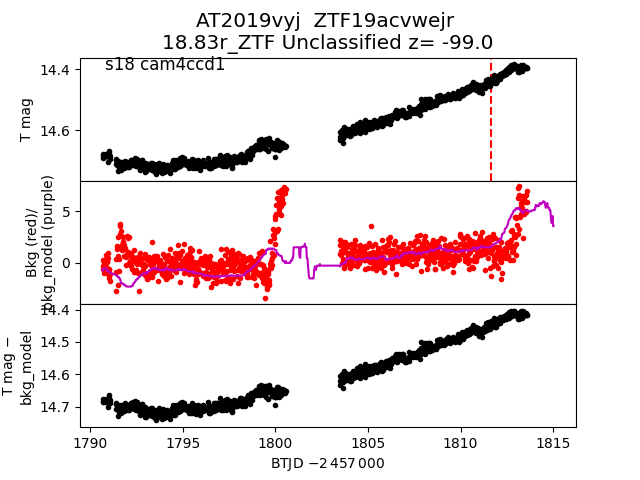 AT2019vyj  ZTF19acvwejr
18.83r_ZTF Unclassified z= -99.0
s18 cam4ccd1
14.4
14.6
T mag
5
0
Bkg (red)/
bkg_model (purple)
14.4
14.5
14.6
14.7
T mag −
bkg_model
1790 1795 1800 1805 1810 1815
BTJD −2 457 000